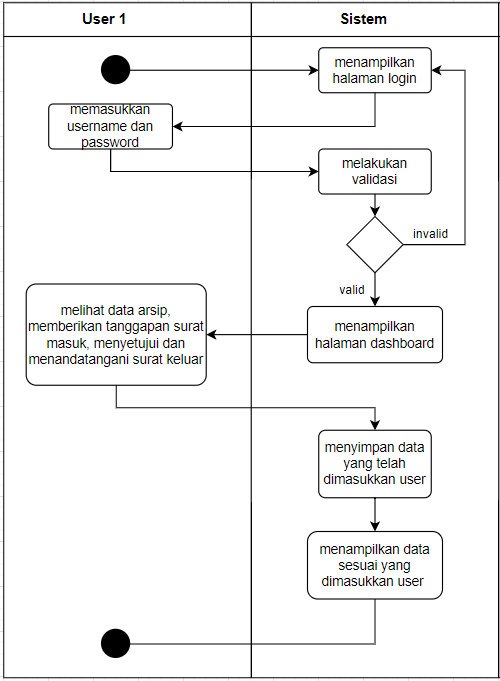 User 1
Sistem
menampilkan
halaman login
memasukkan
username dan
password
melakukan
validasi
invalid
valid
melihat data arsip,
memberikan tanggapan surat
masuk, menyetujui dan
menandatangani surat keluar
menampilkan
halaman dashboard
menyimpan data
yang telah
dimasukkan user
menampilkan data
sesuai yang
dimasukkan user